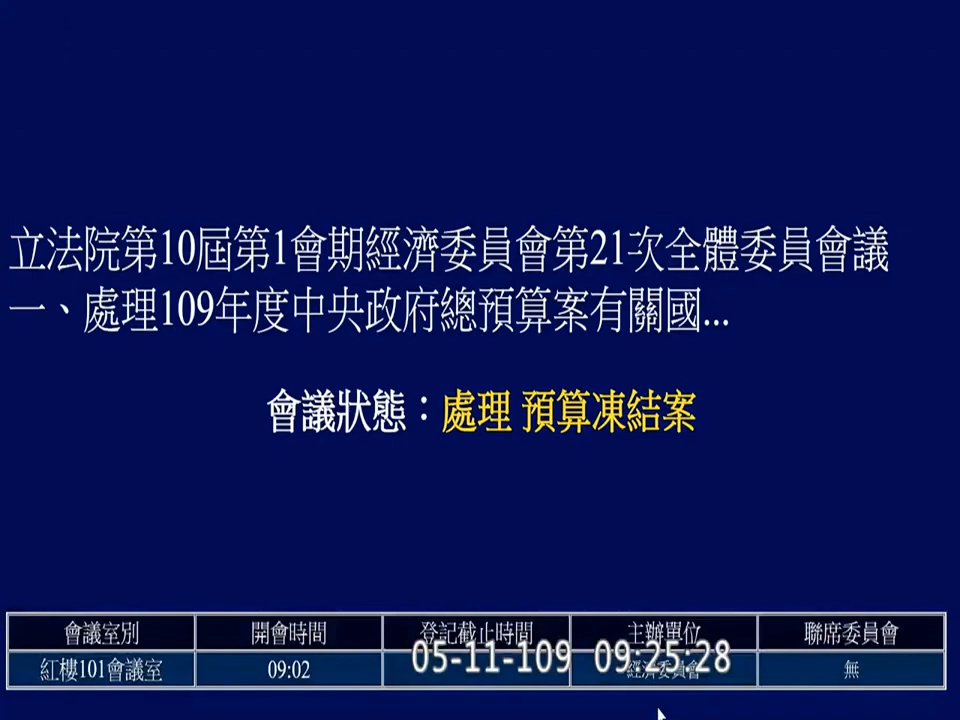 立法院第10屆第1會期經濟委員會第21次全體委員會議
一、處理109年度中央政府總預算案有關國...
會議狀態：處理 預算凍結案
會議室別 開會時間 登記截止時間 主辦單位 聯席委員會
紅樓101會議室 09:02 經濟委員會 無
05-11-109 09:25:28